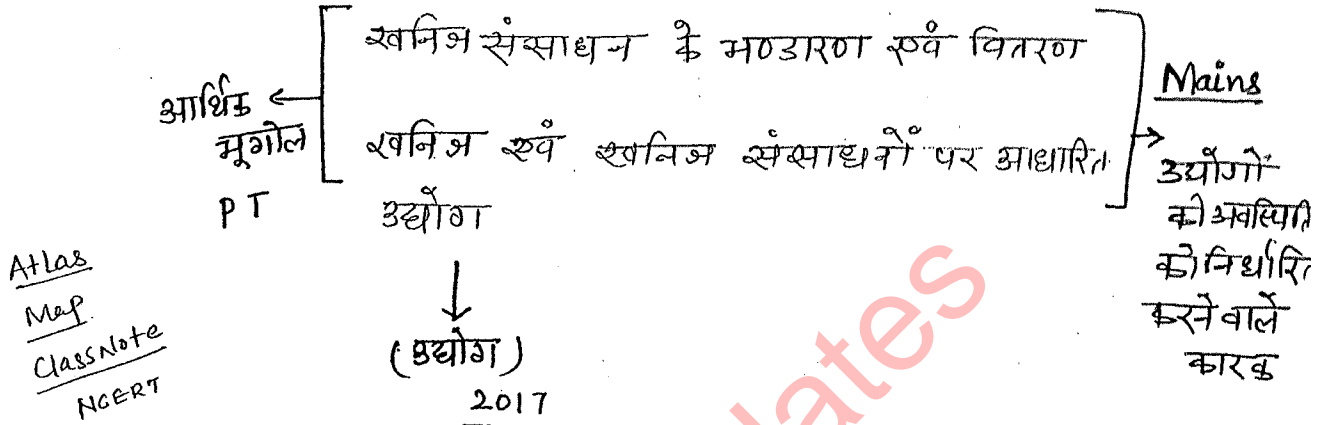 खनिज संसाधन के भण्डारण एवं वितरण
खनिज एवं खनिज संसाधनों पर आधारित
उद्योग
आर्थिक
भूगोल
PT
Mains
उद्योगों
की अवस्थिति
को निर्धारित
करने वाले
कारक
Atlas
Map.
ClassNote
NCERT
(उद्योग)
2017